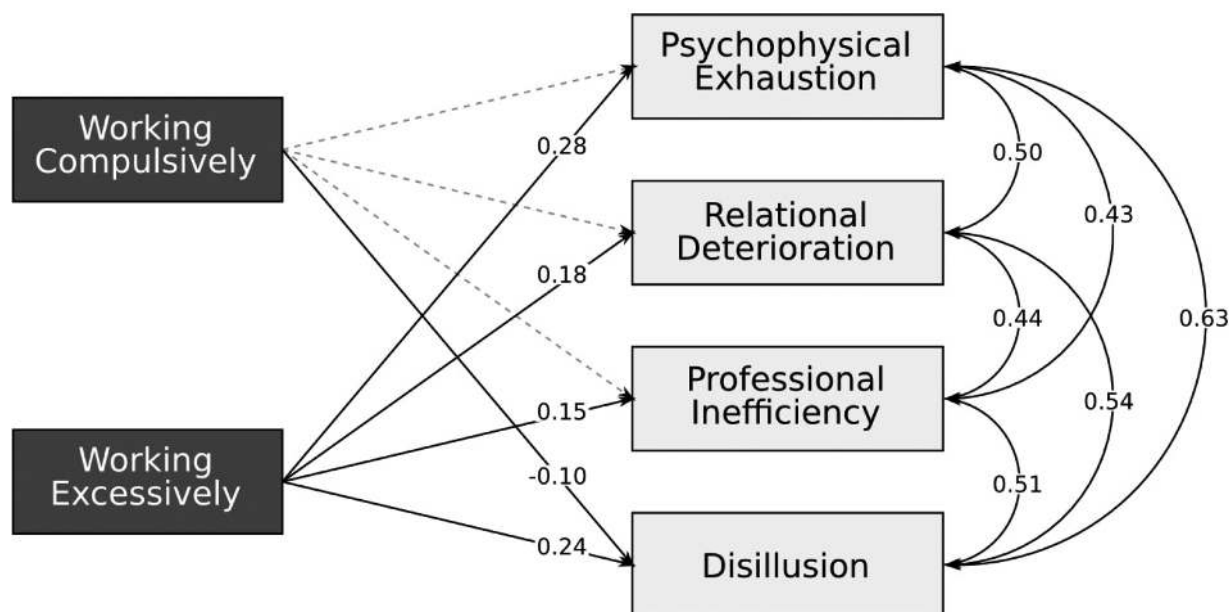 Psychophysical
Exhaustion
Working
Compulsively
0.28
0.50
Relational
Deterioration
0.43
0.18
0.44
0.63
Professional
Inefficiency
0.15
0.54
Working
Excessively
-0.10
0.51
0.24
Disillusion